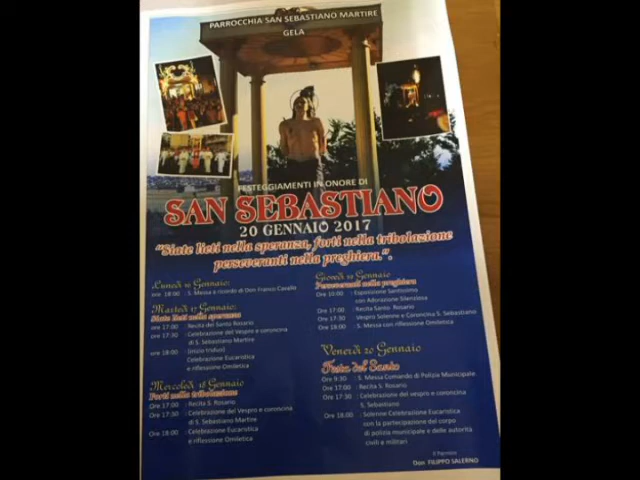 PARROCCHIA SAN SEBASTIANO MARTIRE
GELA
FESTEGGIAMENTI IN ONORE DI
SAN SEBASTIANO
20 GENNAIO 2017
"Siate lieti nella speranza, forti nella tribolazione
perseveranti nella preghiera.".
Lunedì 16 Gennaio:
ore 18:00 : S. Messa a ricordo di Don Franco Cavallo
Martedì 17 Gennaio:
Siate lieti nella speranza
ore 17:00 : Recita del Santo Rosario
ore 17:30 : Celebrazione del Vespro e coroncina
di S. Sebastiano Martire
ore 18:00 : (Inizio triduo)
Celebrazione Eucaristica
e riflessione Omiletica
Mercoledì 18 Gennaio
Forti nella tribolazione
Ore 17:00 : Recita S. Rosario
Ore 17:30 : Celebrazione del Vespro e coroncina
di S. Sebastiano Martire
Ore 18:00 : Celebrazione Eucaristica
e riflessione Omiletica
Giovedì 19 Gennaio
Perseveranti nella preghiera
Ore 10:00 : Esposizione Santissimo
con Adorazione Silenziosa
Ore 17:00 : Recita Santo Rosario
Ore 17:30 : Vespro Solenne e Coroncina S. Sebastiano
Ore 18:00 : S. Messa con riflessione Omiletica
Venerdì 20 Gennaio
Festa del Santo
Ore 9:30 : S. Messa Comando di Polizia Municipale
Ore 17:00 : Recita S. Rosario
Ore 17:30 : Celebrazione del vespro e coroncina
S. Sebastiano
Ore 18.00 : Solenne Celebrazione Eucaristica
con la partecipazione del corpo
di polizia municipale e delle autorità
civili e militari
Il Parroco
Don FILIPPO SALERNO